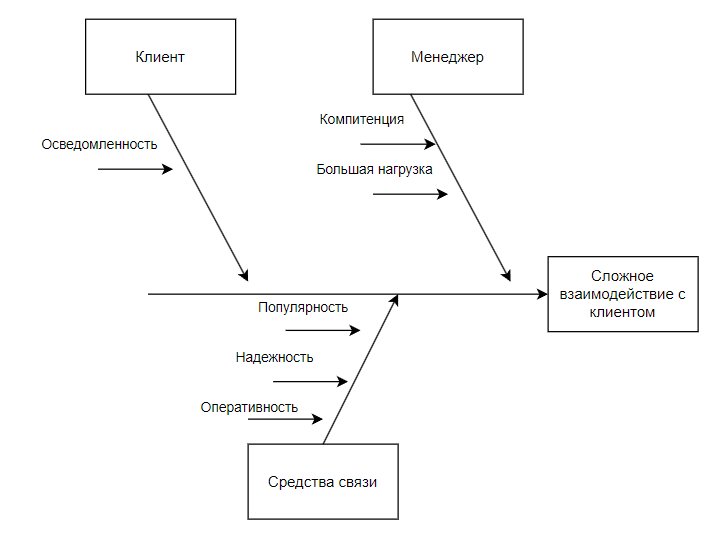 Клиент
Менеджер
Компитенция
Осведомленность
Большая нагрузка
Сложное
взаимодействие с
клиентом
Популярность
Надежность
Оперативность
Средства связи